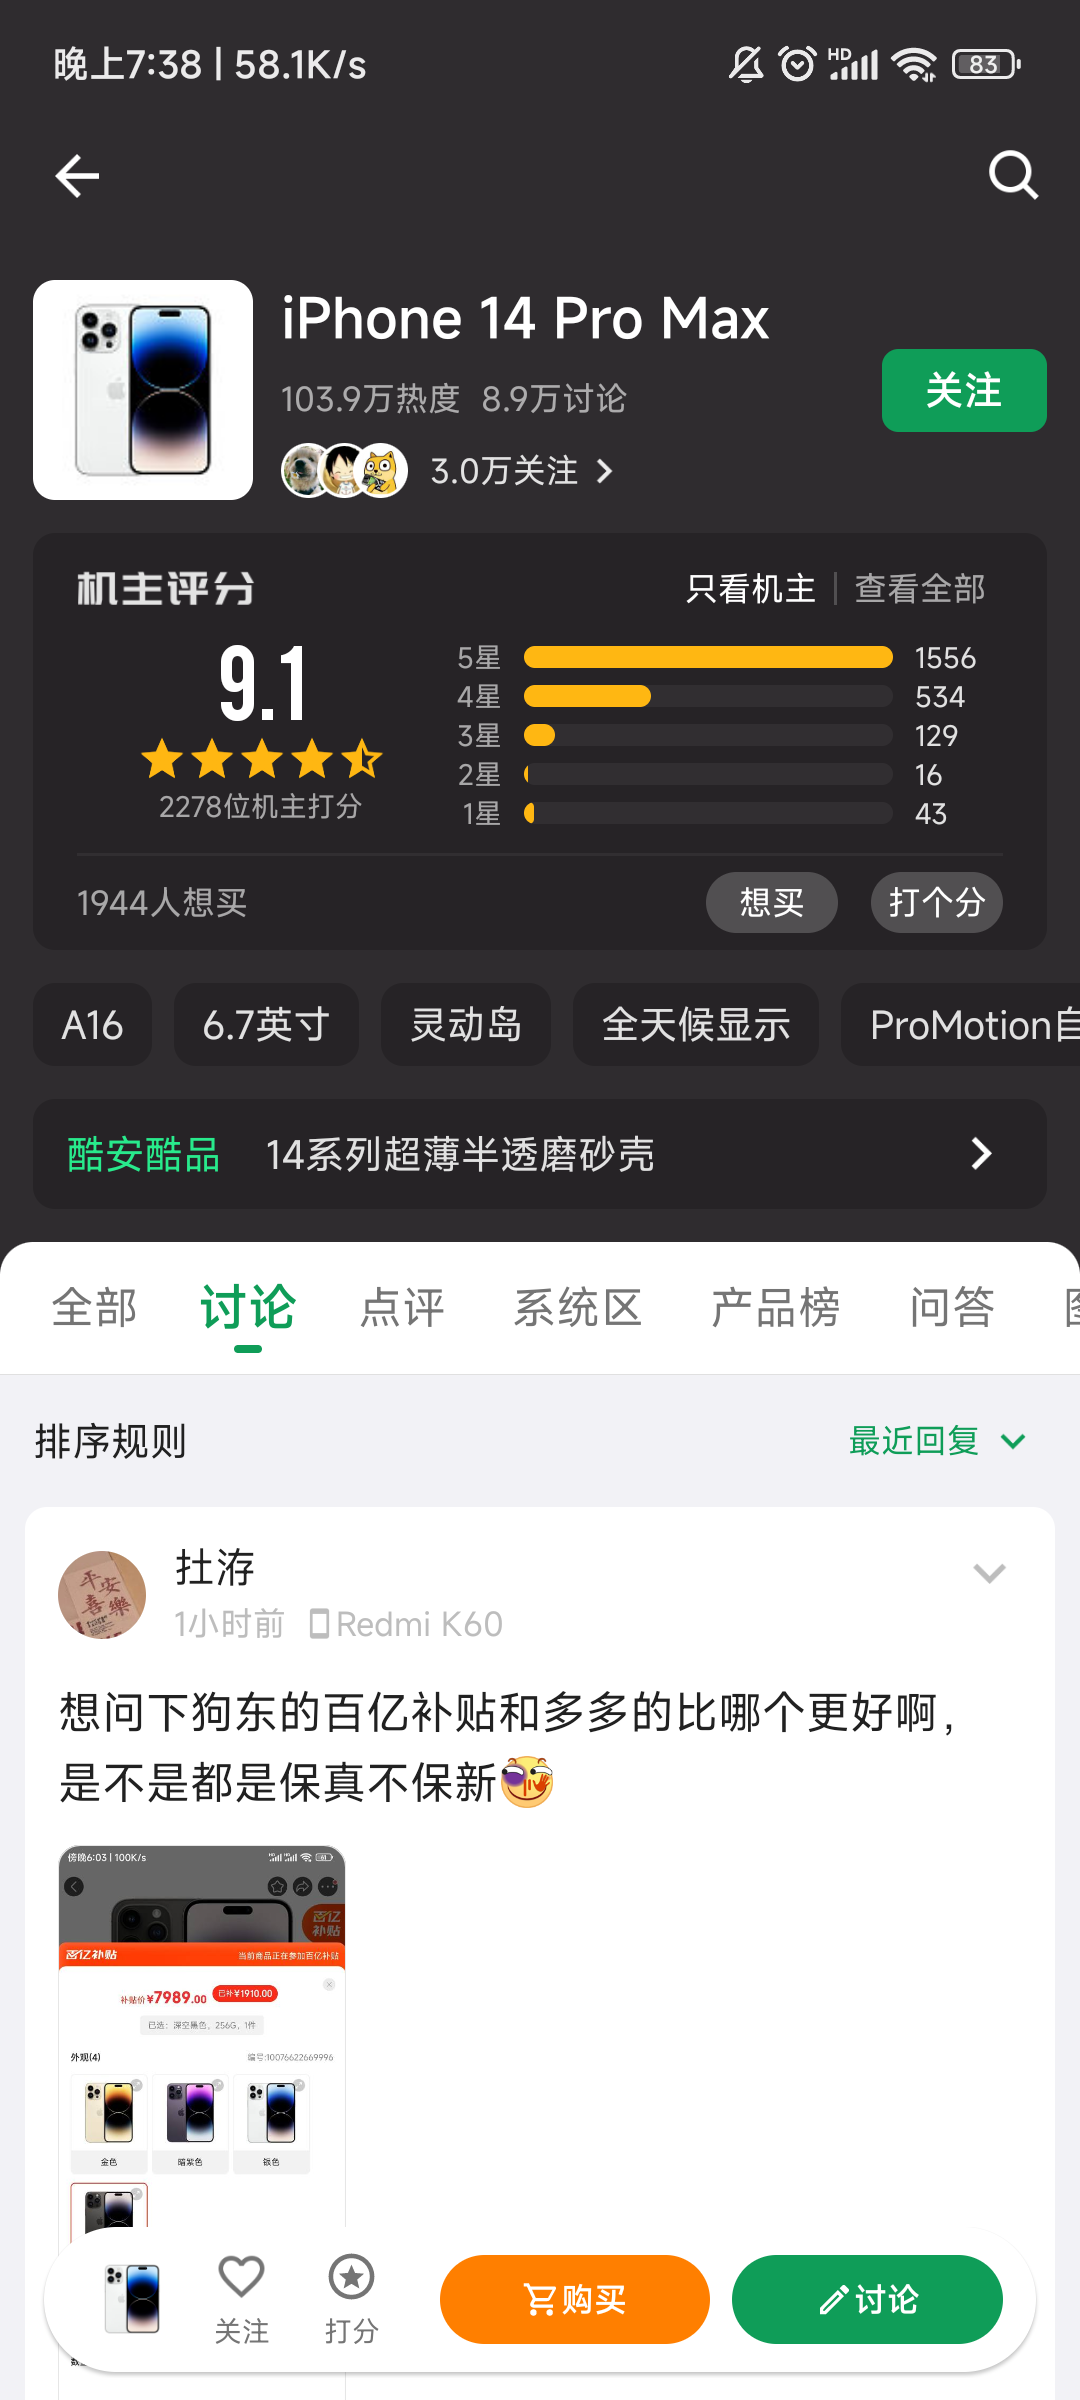 晚上7:38 | 58.1K/s
HD
83
iPhone 14 Pro Max
103.9万热度 8.9万讨论
关注
3.0万关注
机主评分
只看机主 | 查看全部
9.1
2278位机主打分
5星 1556
4星 534
3星 129
2星 16
1星 43
1944人想买
想买
打个分
A16
6.7英寸
灵动岛
全天候显示
ProMotion自
酷安酷品 14系列超薄半透磨砂壳
全部 讨论 点评 系统区 产品榜 问答
排序规则
最近回复
扗洊
1小时前 Redmi K60
想问下狗东的百亿补贴和多多的比哪个更好啊,
是不是都是保真不保新
傍晚6:03 | 100K/s
百亿
补贴
百亿补贴
当前商品正在参加百亿补贴
补贴价¥7989.00
已补¥1910.00
已选: 深空黑色, 256G, 1件
外观(4)
编号:10076622669996
金色
暗紫色
银色
关注
打分
购买
讨论